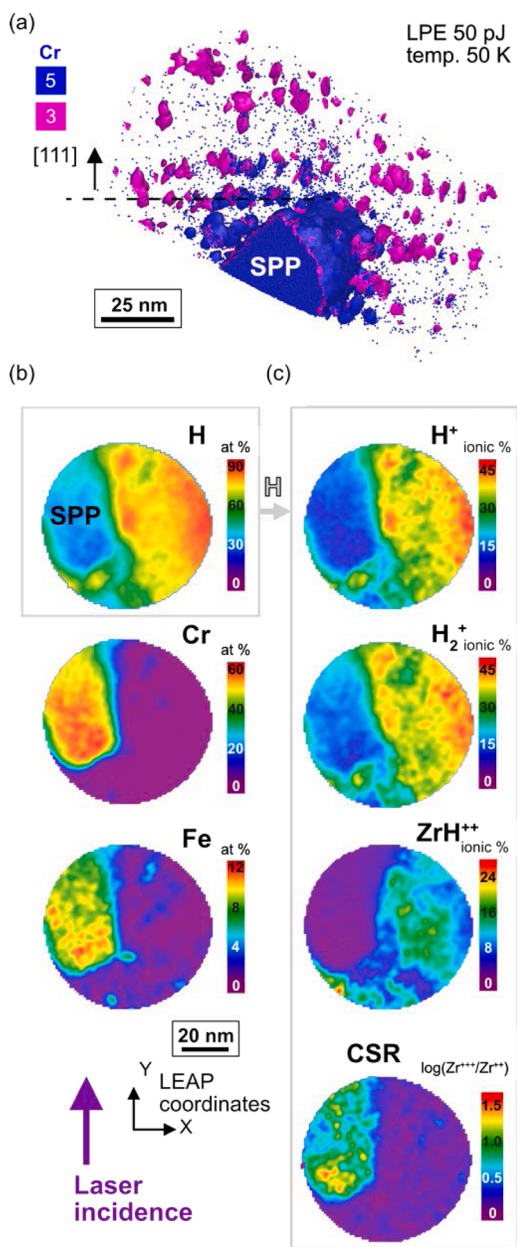 (a)
LPE 50 pJ
temp. 50 K
Cr
5
3
[111]
SPP
25 nm
(b)
(c)
H
at %
90
60
30
0
SPP
H
H+
ionic %
45
30
15
0
Cr
at %
60
40
20
0
H2+
ionic %
45
30
15
0
Fe
at %
12
8
4
0
ZrH++
ionic %
24
16
8
0
20 nm
Y
LEAP
coordinates
X
Laser
incidence
CSR
log(Zr+++/Zr++)
1.5
1.0
0.5
0